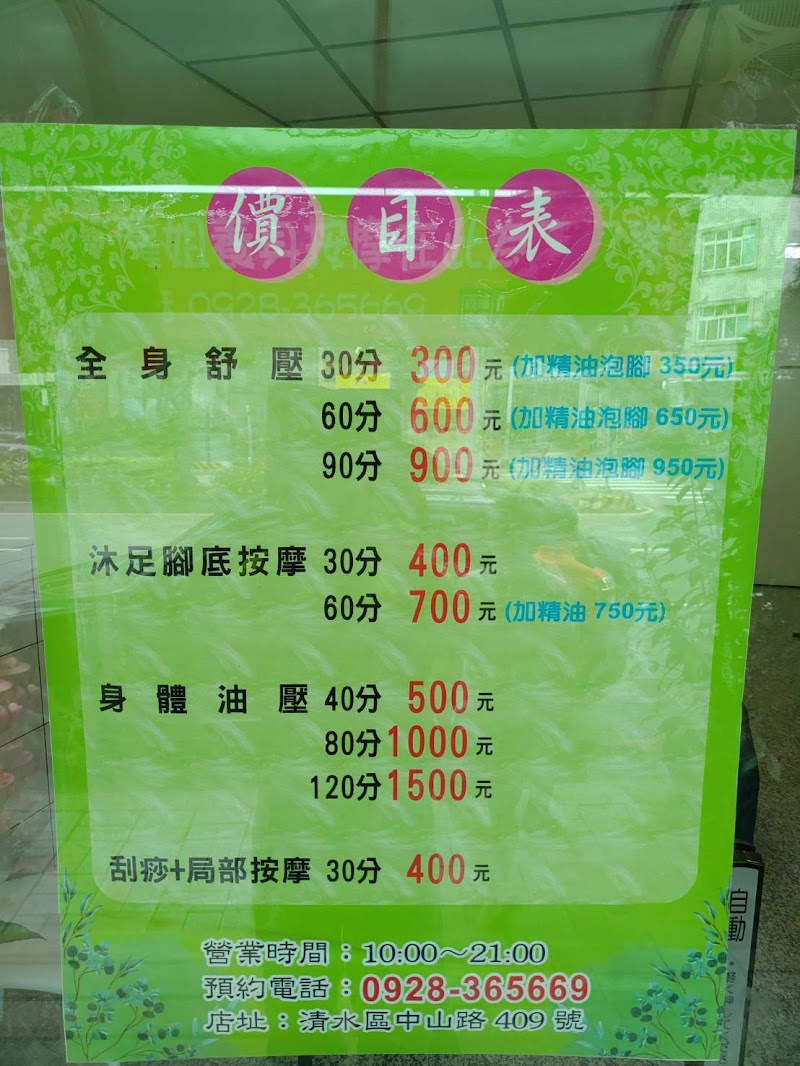 價目表
全身舒壓 30分 300元 (加精油泡腳 350元)
60分 600元 (加精油泡腳 650元)
90分 900元 (加精油泡腳 950元)
沐足腳底按摩 30分 400元
60分 700元 (加精油 750元)
身體油壓 40分 500元
80分 1000元
120分 1500元
刮痧+局部按摩 30分 400元
營業時間：10:00～21:00
預約電話：0928-365669
店址：清水區中山路 409 號
0928-365669
自動